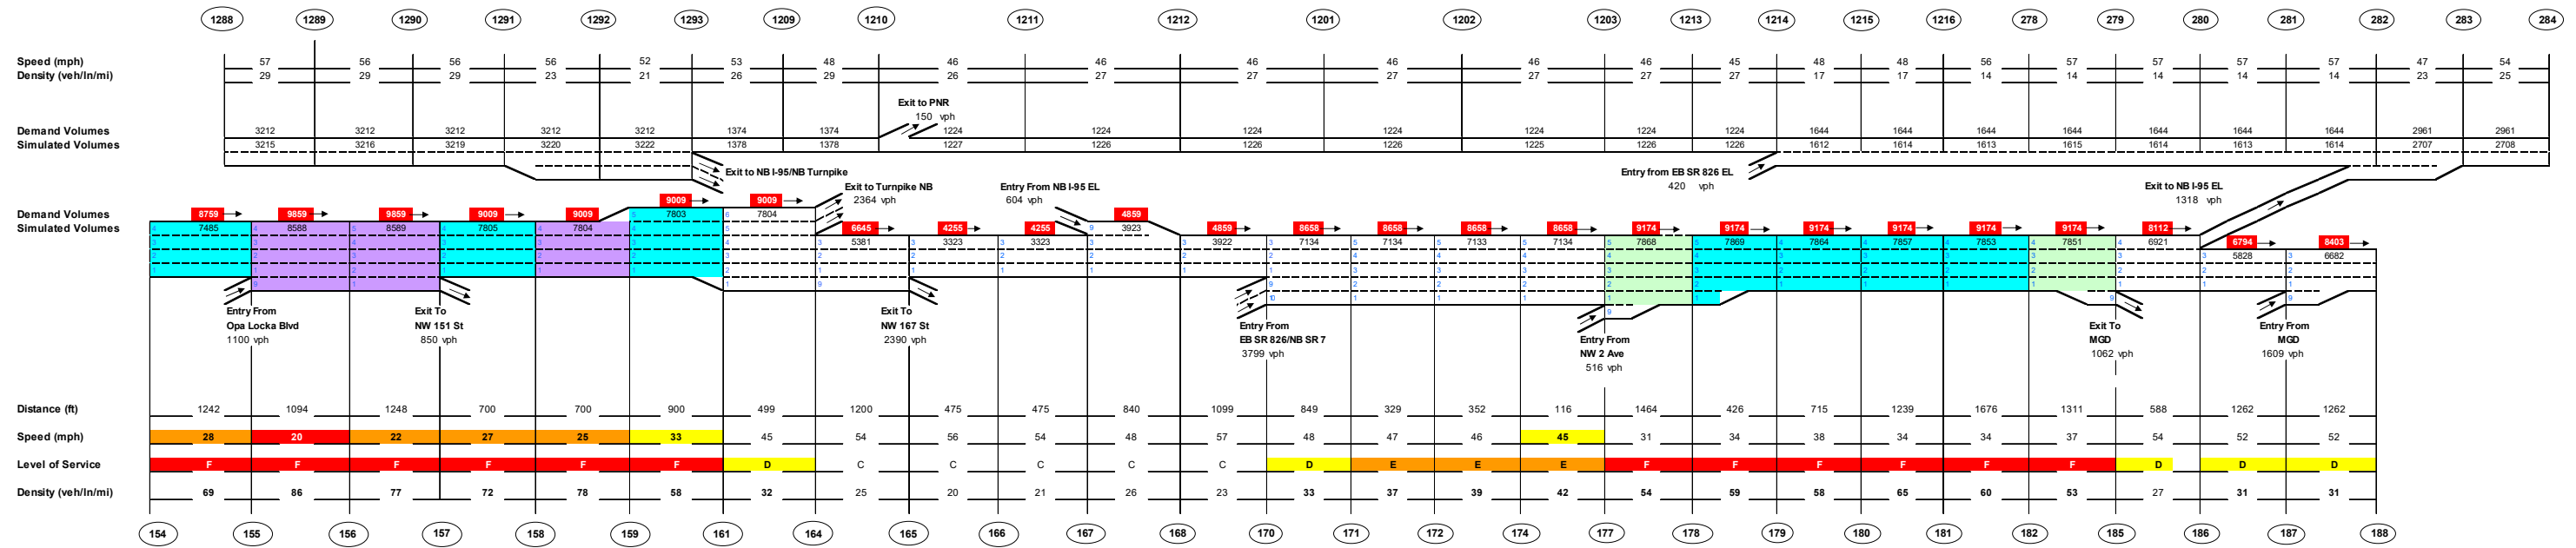 1288 1289 1290 1291 1292 1293 1209 1210 1211 1212 1201 1202 1203 1213 1214 1215 1216 278 279 280 281 282 283 284
Speed (mph) 57 56 56 56 52 53 48 46 46 46 46 46 46 45 48 48 56 57 57 57 57 47 54
Density (veh/ln/mi) 29 29 29 23 21 26 29 26 27 27 27 27 27 27 17 17 14 14 14 14 14 23 25
Exit to PNR
150 vph
Demand Volumes 3212 3212 3212 3212 3212 1374 1374 1224 1224 1224 1224 1224 1224 1224 1644 1644 1644 1644 1644 1644 1644 2961 2961
Simulated Volumes 3215 3216 3219 3220 3222 1378 1378 1227 1226 1226 1226 1225 1226 1226 1612 1614 1613 1615 1614 1613 1614 2707 2708
Exit to NB I-95/NB Turnpike
Entry from EB SR 826 EL
420 vph
Exit to Turnpike NB
2364 vph
Entry From NB I-95 EL
604 vph
Exit to NB I-95 EL
1318 vph
Demand Volumes 8759 9859 9859 9009 9009 9009 9009 6645 4255 4255 4859 4859 8658 8658 8658 8658 9174 9174 9174 9174 9174 9174 8112 6794 8403
Simulated Volumes 7485 8588 8589 7805 7804 7803 7804 5381 3323 3323 3923 3922 7134 7134 7133 7134 7868 7869 7864 7857 7853 7851 6921 5828 6682
Entry From
Opa Locka Blvd
1100 vph
Exit To
NW 151 St
850 vph
Exit To
NW 167 St
2390 vph
Entry From
EB SR 826/NB SR 7
3799 vph
Entry From
NW 2 Ave
516 vph
Exit To
MGD
1062 vph
Entry From
MGD
1609 vph
Distance (ft) 1242 1094 1248 700 700 900 499 1200 475 475 840 1099 849 329 352 116 1464 426 715 1239 1676 1311 588 1262 1262
Speed (mph) 28 20 22 27 25 33 45 54 56 54 48 57 48 47 46 45 31 34 38 34 34 37 54 52 52
Level of Service F F F F F F D C C C C C D E E E F F F F F F D D D
Density (veh/ln/mi) 69 86 77 72 78 58 32 25 20 21 26 23 33 37 39 42 54 59 58 65 60 53 27 31 31
154 155 156 157 158 159 161 164 165 166 167 168 170 171 172 174 177 178 179 180 181 182 185 186 187 188